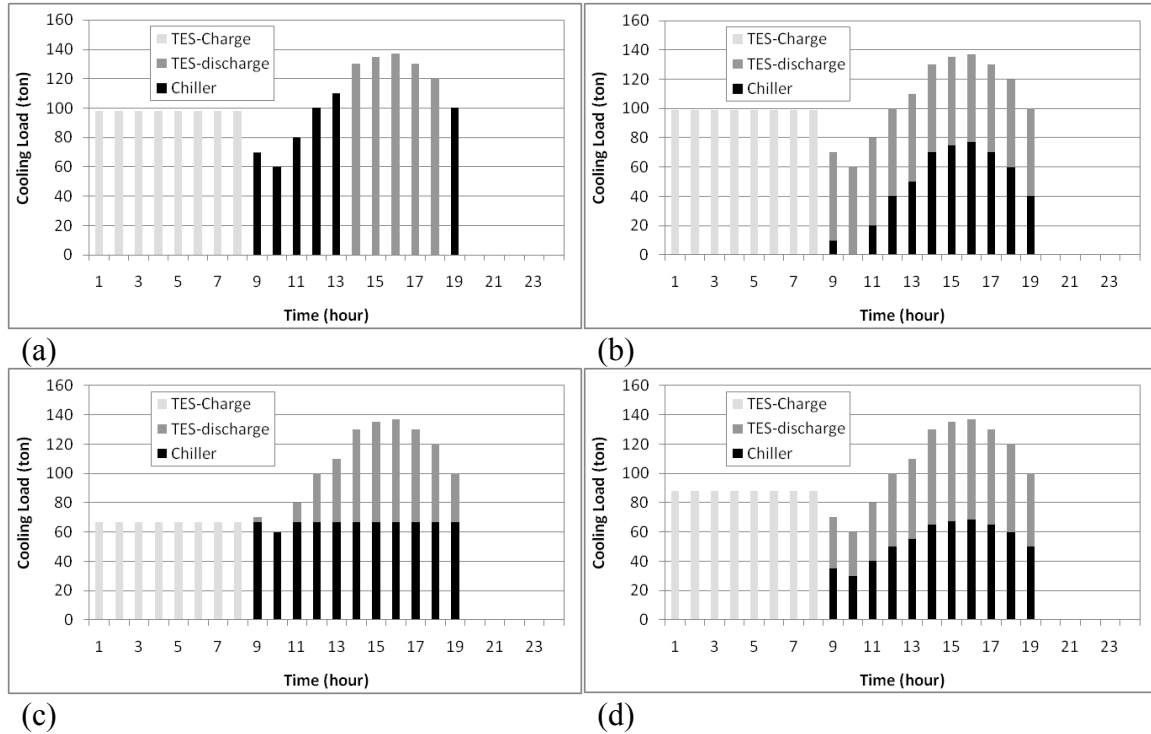 160
140
120
100
80
60
40
20
0
Cooling Load (ton)
TES-Charge
TES-discharge
Chiller
1 3 5 7 9 11 13 15 17 19 21 23
Time (hour)
(a)
160
140
120
100
80
60
40
20
0
Cooling Load (ton)
TES-Charge
TES-discharge
Chiller
1 3 5 7 9 11 13 15 17 19 21 23
Time (hour)
(b)
160
140
120
100
80
60
40
20
0
Cooling Load (ton)
TES-Charge
TES-discharge
Chiller
1 3 5 7 9 11 13 15 17 19 21 23
Time (hour)
(c)
160
140
120
100
80
60
40
20
0
Cooling Load (ton)
TES-Charge
TES-discharge
Chiller
1 3 5 7 9 11 13 15 17 19 21 23
Time (hour)
(d)